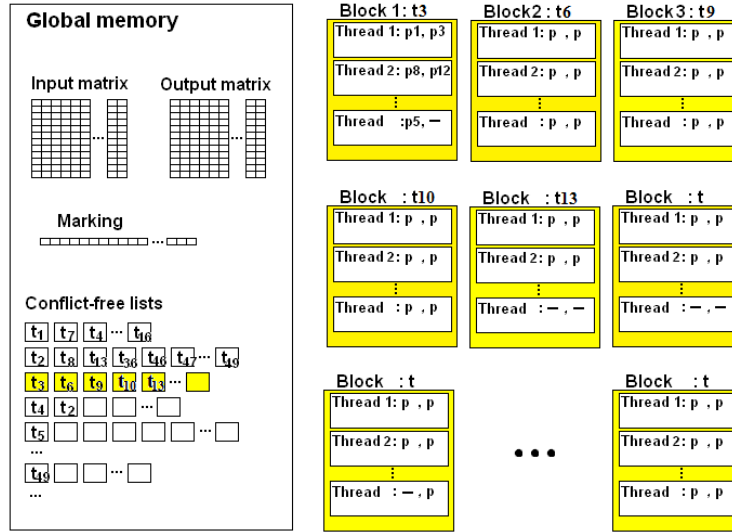 Global memory
Input matrix Output matrix
...
...
Marking
...
Conflict-free lists
t1 t7 t4 ... t16
t2 t8 t13 t36 t46 t47 ... t49
t3 t6 t9 t10 t13 ...
t4 t2 ...
t5 ...
...
t49 ...
...
Block 1: t3
Thread 1: p1, p3
Thread 2: p8, p12
⋮
Thread :p5, —
Block2: t6
Thread 1: p , p
Thread 2: p , p
⋮
Thread : p , p
Block3: t9
Thread 1: p , p
Thread 2: p , p
⋮
Thread : p , p
Block : t10
Thread 1: p , p
Thread 2: p , p
⋮
Thread : p , p
Block : t13
Thread 1: p , p
Thread 2: p , p
⋮
Thread : —, —
Block : t
Thread 1: p , p
Thread 2: p , p
⋮
Thread : —, —
Block : t
Thread 1: p , p
Thread 2: p , p
⋮
Thread : —, p
...
Block : t
Thread 1: p , p
Thread 2: p , p
⋮
Thread : p , p